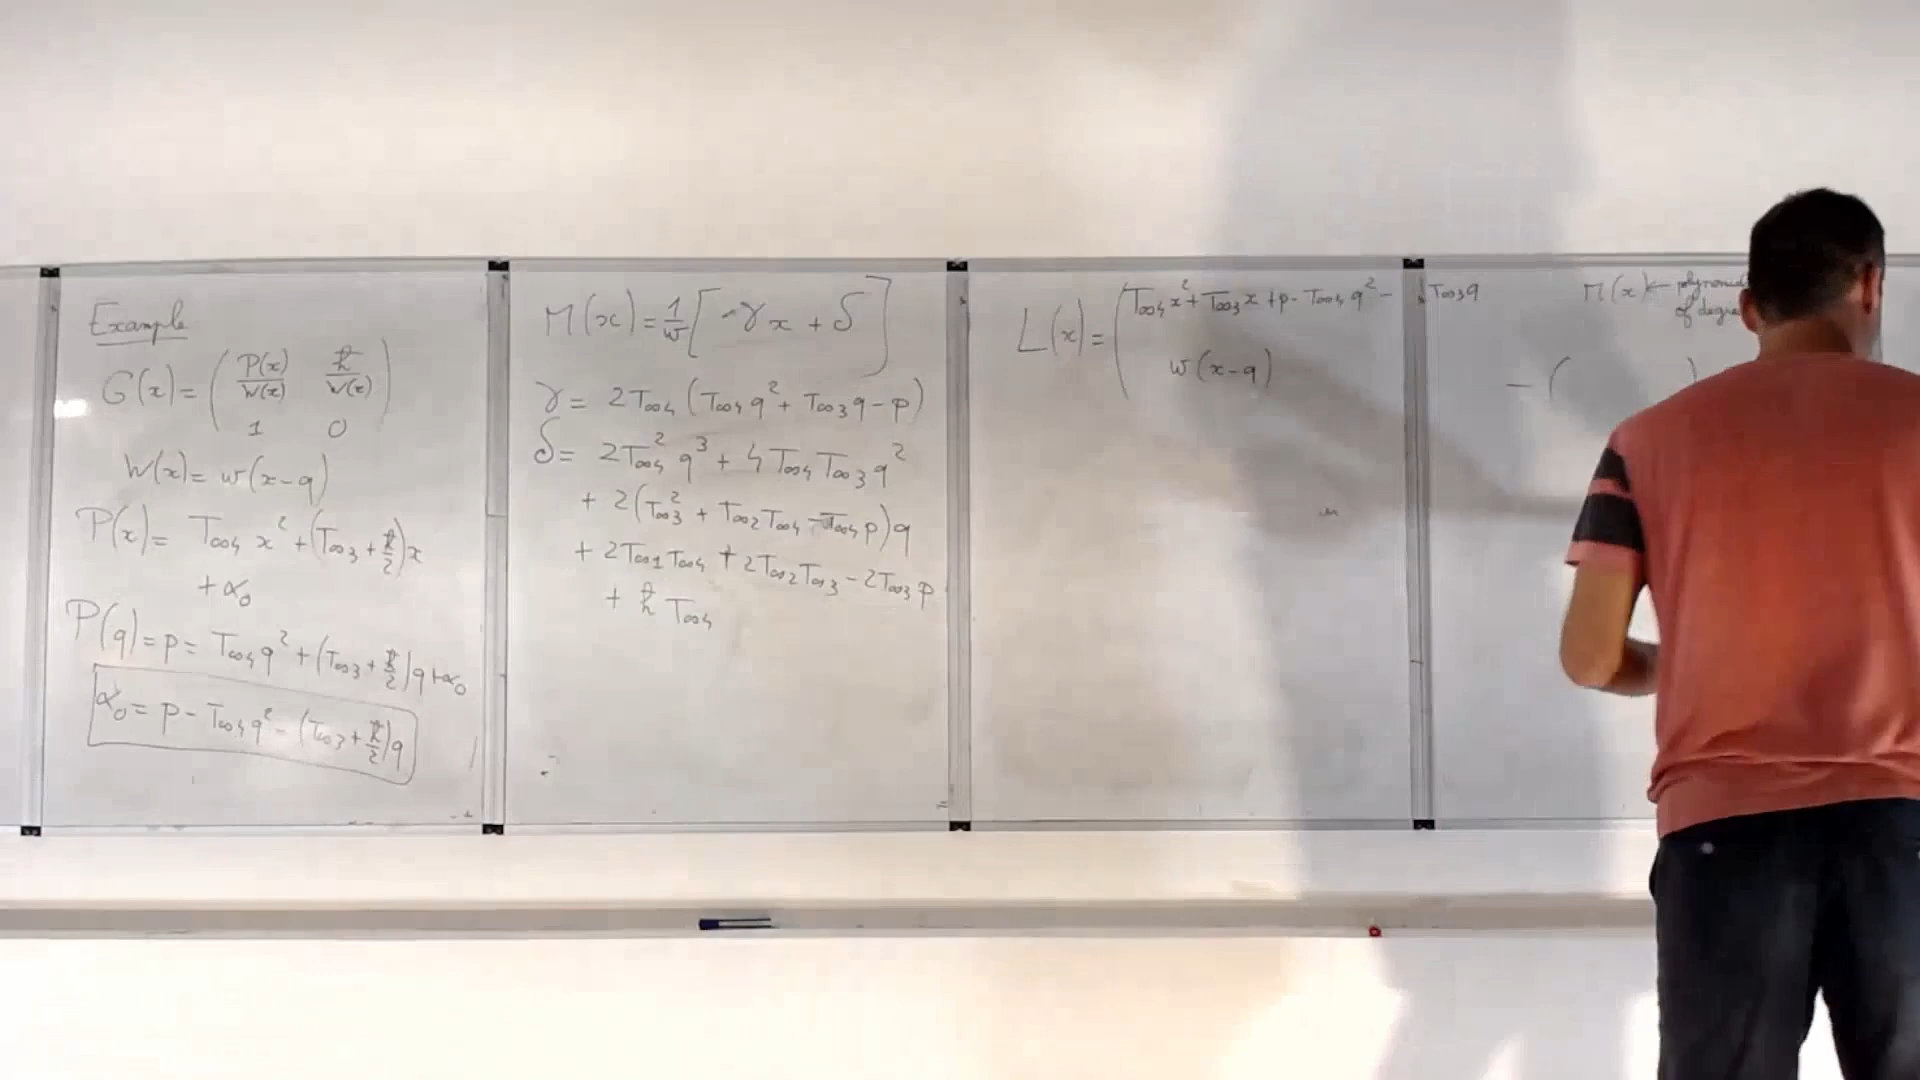 Example
G(x) = ( P(x)/W(x) ħ/W(x)
1 0 )
W(x) = w(x-q)
P(x) = T∞4 x² + (T∞3 + ħ/2)x
+ α₀
P(q) = p = T∞4 q² + (T∞3 + ħ/2)q + α₀
α₀ = p - T∞4 q² - (T∞3 + ħ/2)q
M(x) = 1/w [ -γx + δ ]
γ = 2T∞4 (T∞4 q² + T∞3 q - p)
δ = 2T∞4² q³ + 4T∞4 T∞3 q²
+ 2(T∞3² + T∞2 T∞4 - T∞4 p)q
+ 2T∞1 T∞4 + 2T∞2 T∞3 - 2T∞3 p
+ ħ T∞4
L(x) = ( T∞4 x² + T∞3 x + p - T∞4 q² - T∞3 q M(x) ← polynomial
of degre
w(x-q) - ( )